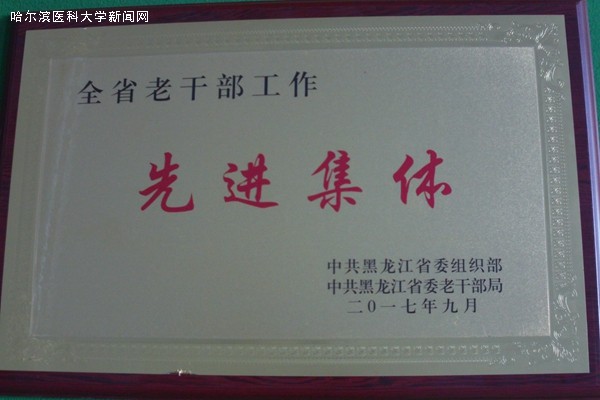 哈尔滨医科大学新闻网
全省老干部工作
先进集体
中共黑龙江省委组织部
中共黑龙江省委老干部局
二0一七年九月